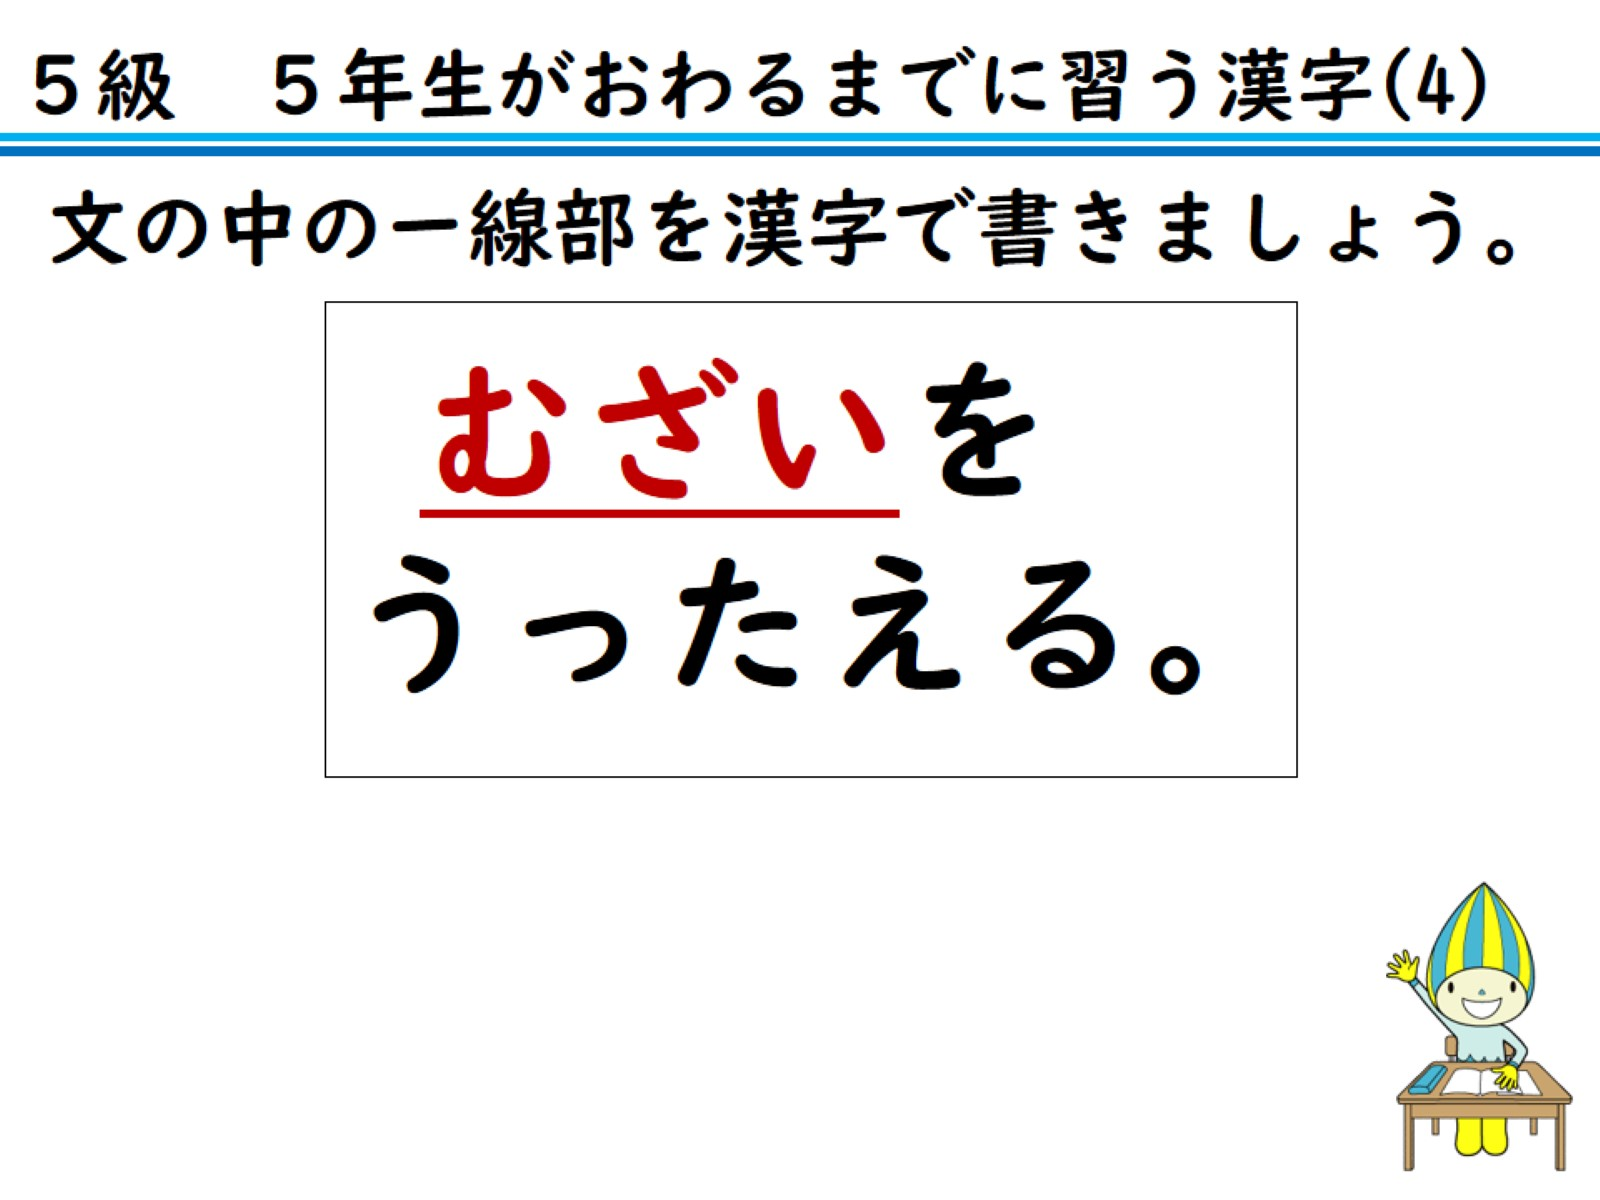 ５級　５年生がおわるまでに習う漢字(4)
文の中の―線部を漢字で書きましょう。
むざいを
うったえる。